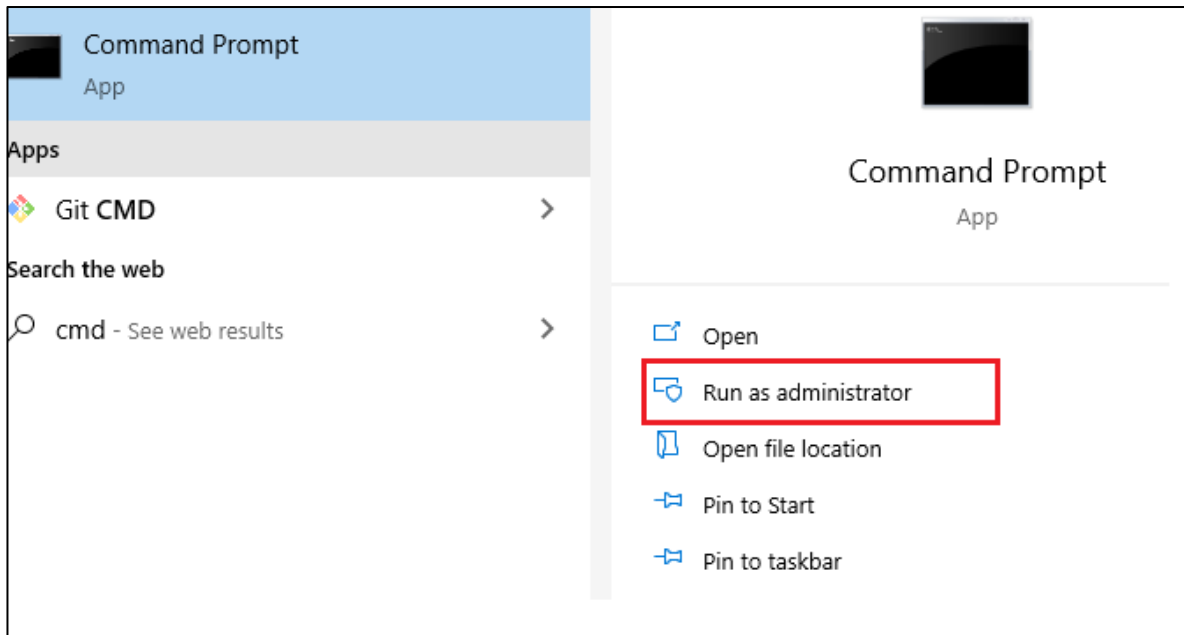 Command Prompt
App
Apps
Git CMD
Search the web
cmd - See web results
Command Prompt
App
Open
Run as administrator
Open file location
Pin to Start
Pin to taskbar